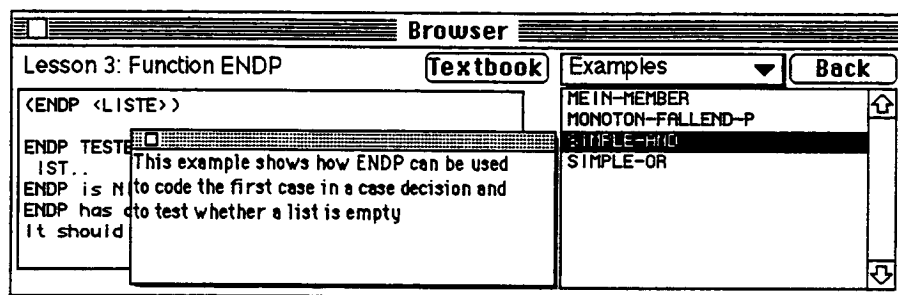 Browser
Lesson 3: Function ENDP
Textbook
Examples
Back
(ENDP <LISTE>)
ENDP TESTE
IST..
ENDP is N
ENDP has
It should
This example shows how ENDP can be used
to code the first case in a case decision and
to test whether a list is empty
MEIN-MEMBER
MONOTON-FALLEND-P
SIMPLE-AND
SIMPLE-OR